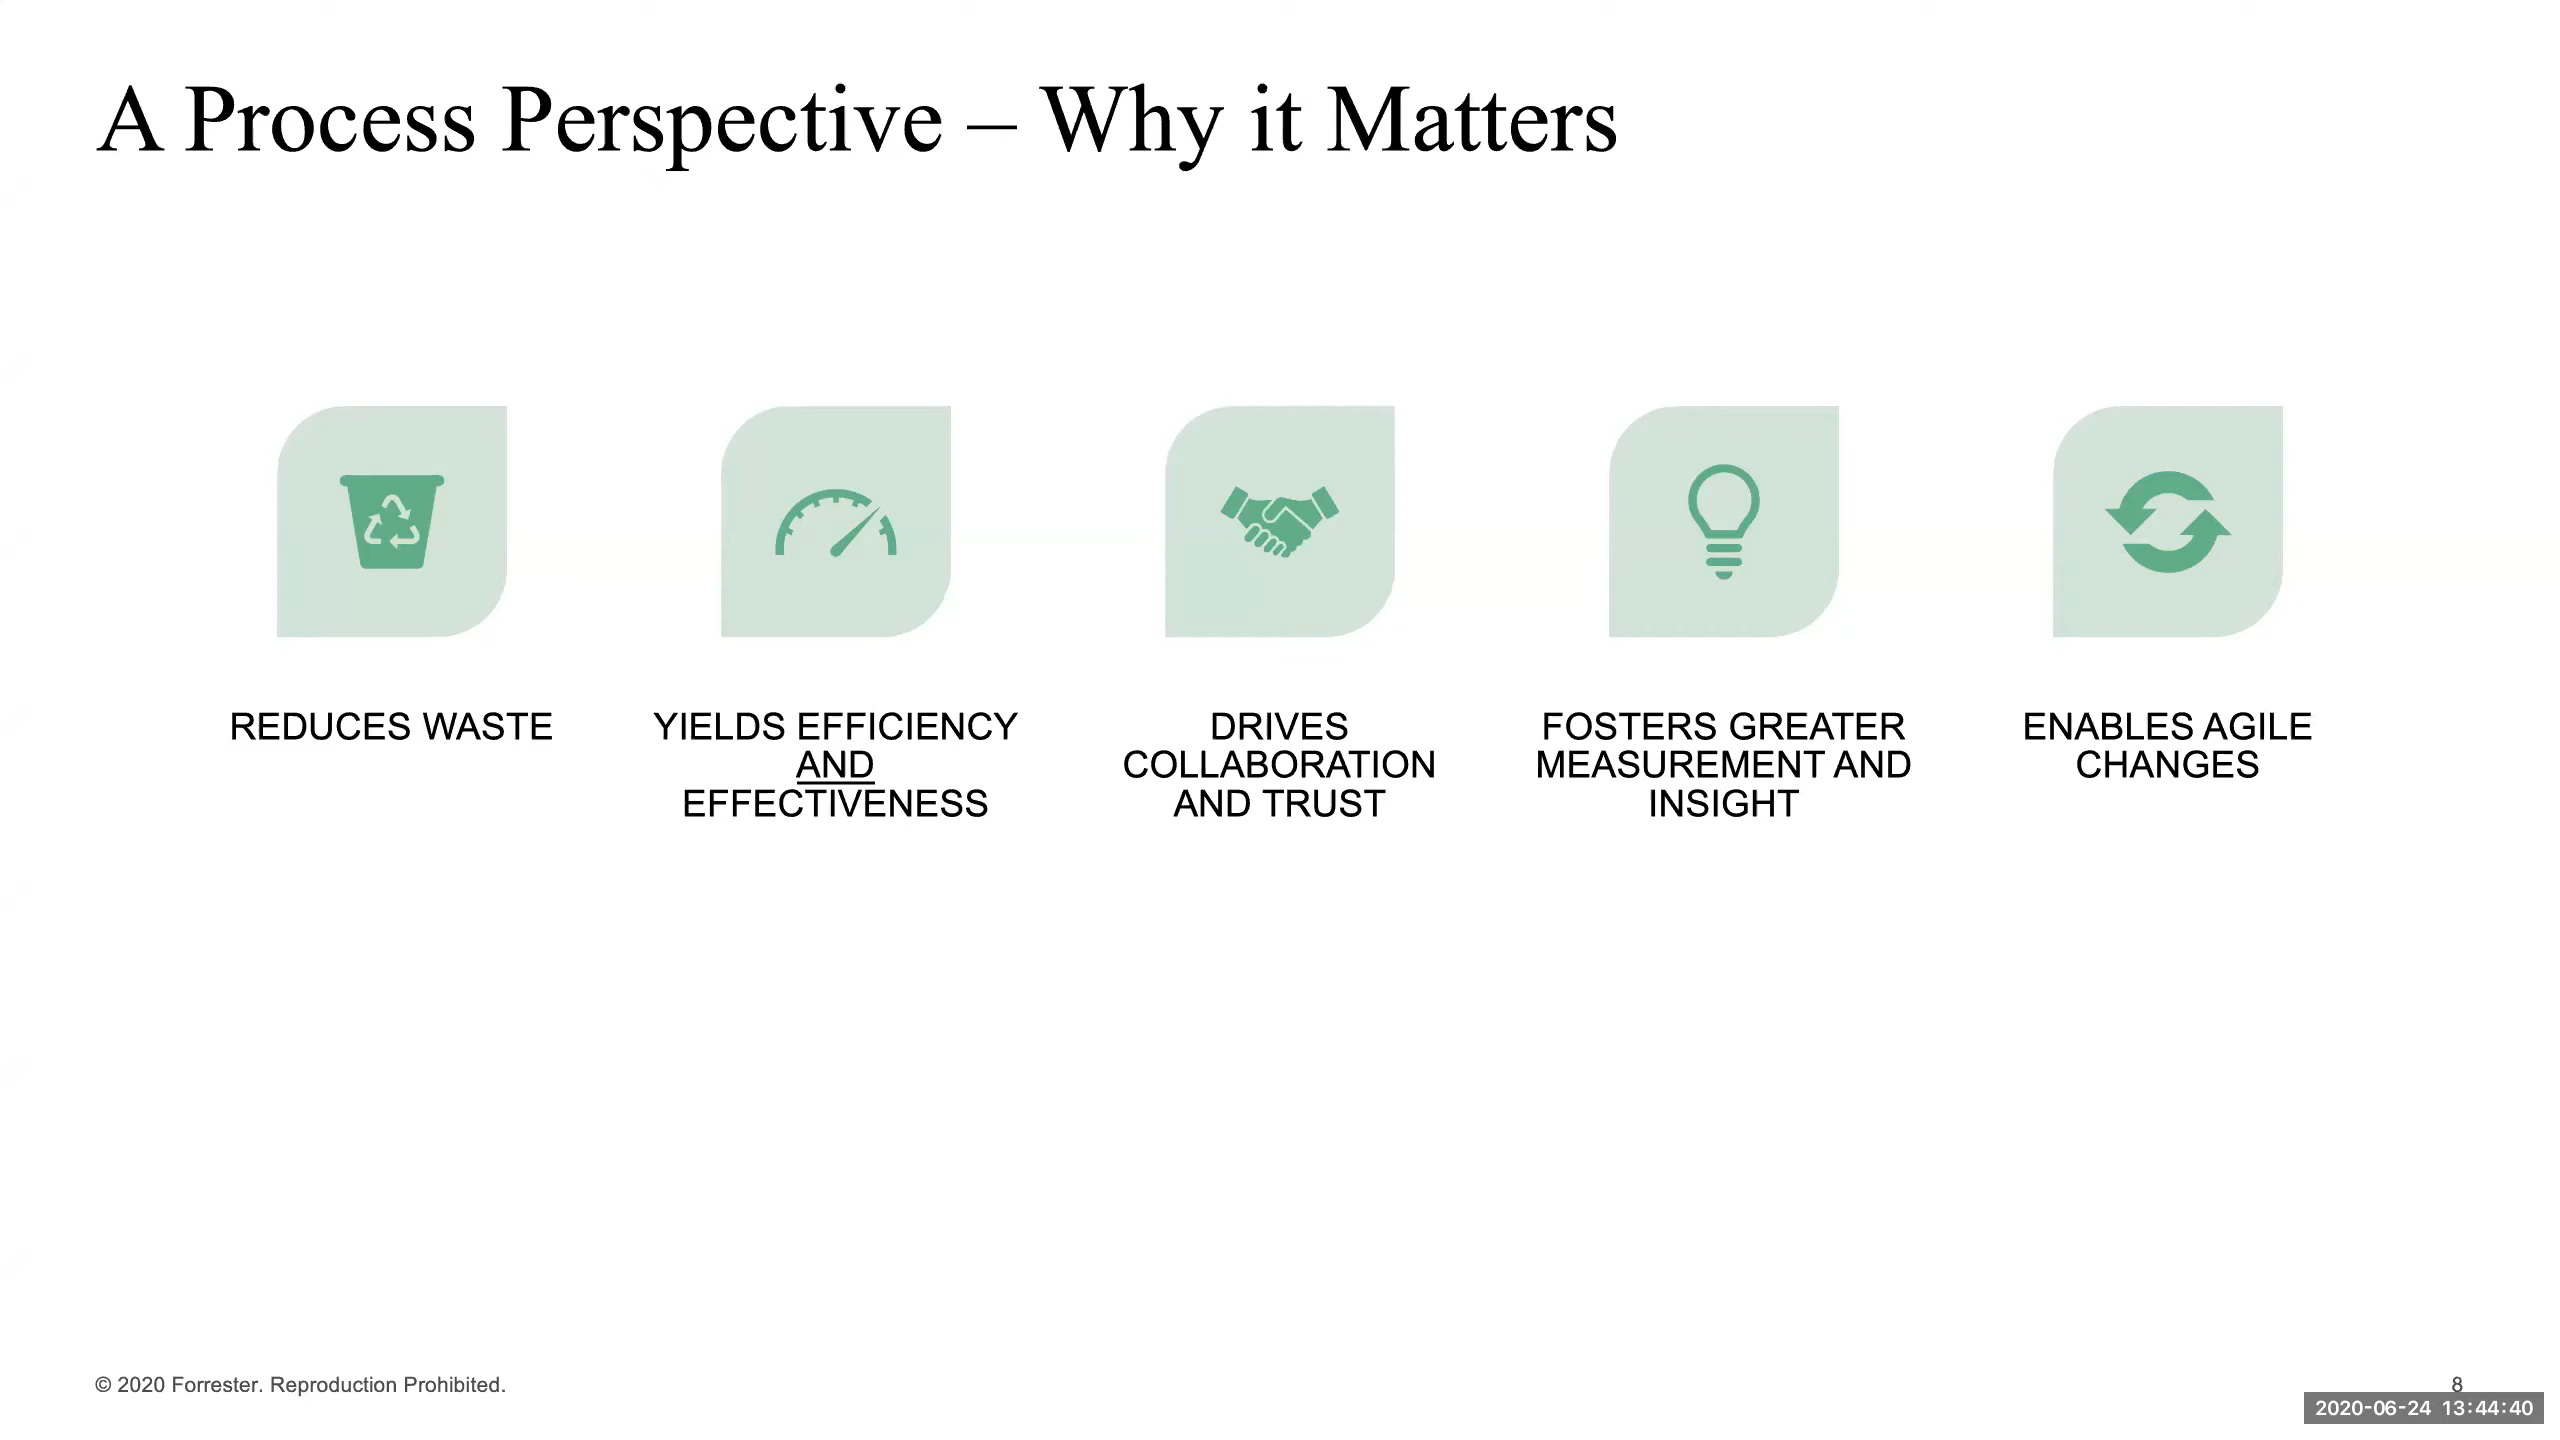 A Process Perspective – Why it Matters
REDUCES WASTE
YIELDS EFFICIENCY
AND
EFFECTIVENESS
DRIVES
COLLABORATION
AND TRUST
FOSTERS GREATER
MEASUREMENT AND
INSIGHT
ENABLES AGILE
CHANGES
© 2020 Forrester. Reproduction Prohibited.
8
2020-06-24 13:44:40